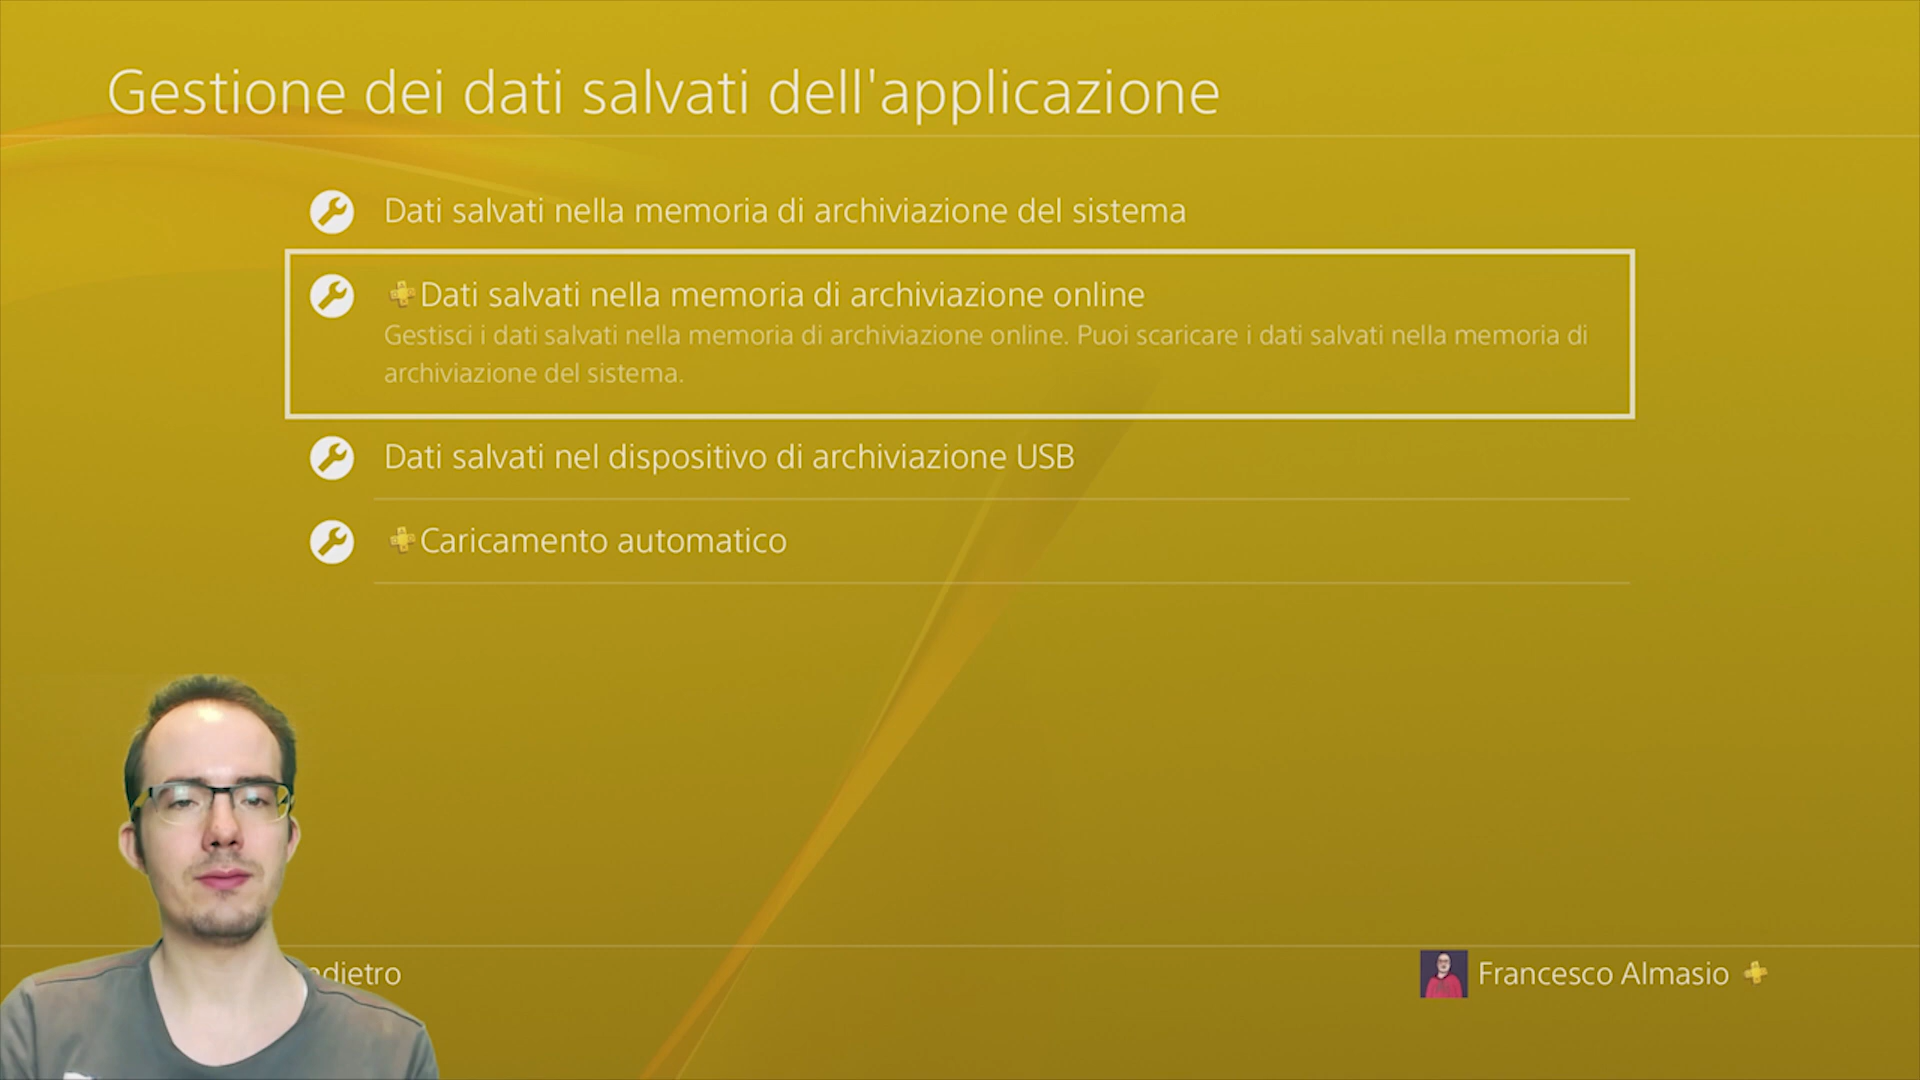 Gestione dei dati salvati dell'applicazione
Dati salvati nella memoria di archiviazione del sistema
Dati salvati nella memoria di archiviazione online
Gestisci i dati salvati nella memoria di archiviazione online. Puoi scaricare i dati salvati nella memoria di
archiviazione del sistema.
Dati salvati nel dispositivo di archiviazione USB
Caricamento automatico
Francesco Almasio